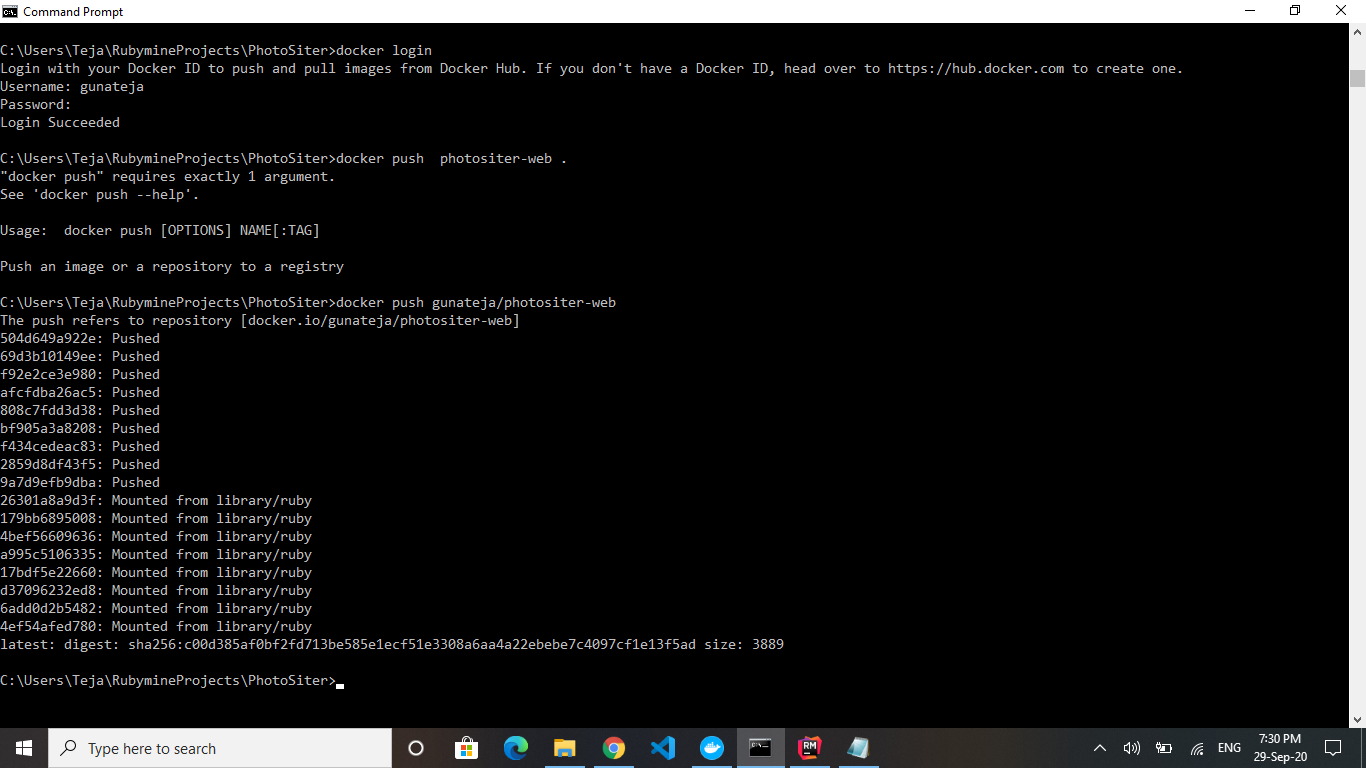 Command Prompt
C:\Users\Teja\RubymineProjects\PhotoSiter>docker login
Login with your Docker ID to push and pull images from Docker Hub. If you don't have a Docker ID, head over to https://hub.docker.com to create one.
Username: gunateja
Password:
Login Succeeded
C:\Users\Teja\RubymineProjects\PhotoSiter>docker push  photositer-web .
"docker push" requires exactly 1 argument.
See 'docker push --help'.
Usage:  docker push [OPTIONS] NAME[:TAG]
Push an image or a repository to a registry
C:\Users\Teja\RubymineProjects\PhotoSiter>docker push gunateja/photositer-web
The push refers to repository [docker.io/gunateja/photositer-web]
504d649a922e: Pushed
69d3b10149ee: Pushed
f92e2ce3e980: Pushed
afcfdba26ac5: Pushed
808c7fdd3d38: Pushed
bf905a3a8208: Pushed
f434cedeac83: Pushed
2859d8df43f5: Pushed
9a7d9efb9dba: Pushed
26301a8a9d3f: Mounted from library/ruby
179bb6895008: Mounted from library/ruby
4bef56609636: Mounted from library/ruby
a995c5106335: Mounted from library/ruby
17bdf5e22660: Mounted from library/ruby
d37096232ed8: Mounted from library/ruby
6add0d2b5482: Mounted from library/ruby
4ef54afed780: Mounted from library/ruby
latest: digest: sha256:c00d385af0bf2fd713be585e1ecf51e3308a6aa4a22ebebe7c4097cf1e13f5ad size: 3889
C:\Users\Teja\RubymineProjects\PhotoSiter>
Type here to search
RM
ENG
7:30 PM
29-Sep-20